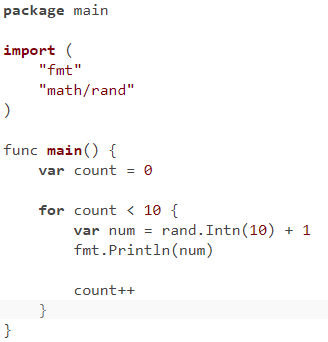 package main
import (
    "fmt"
    "math/rand"
)
func main() {
    var count = 0
    for count < 10 {
        var num = rand.Intn(10) + 1
        fmt.Println(num)
        count++
    }
}